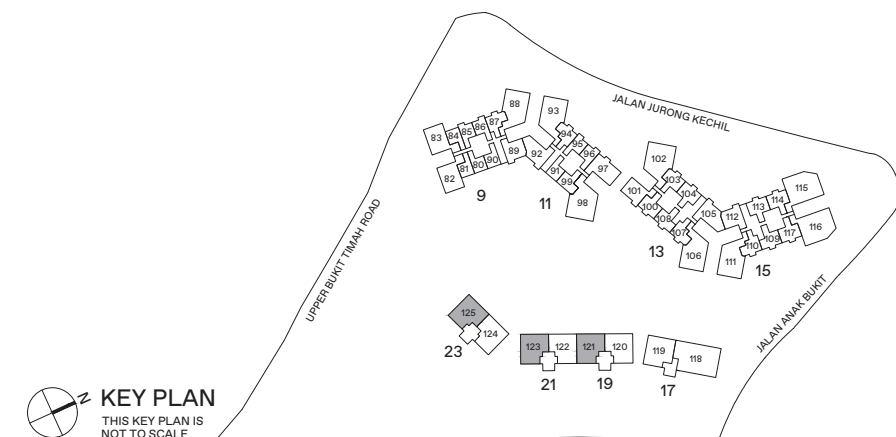 JALAN JURONG KECHIL
UPPER BUKIT TIMAH ROAD
JALAN ANAK BUKIT
83 84 85 86 87 88
82 81 80 90 89
9
93 94 95 96 97
92 91 99 98
11
102 103 104 105
101 100 108 107 106
13
112 113 114 115
111 110 109 117 116
15
125
124
23
123 122 121 120
21 19
119 118
17
N
KEY PLAN
THIS KEY PLAN IS
NOT TO SCALE